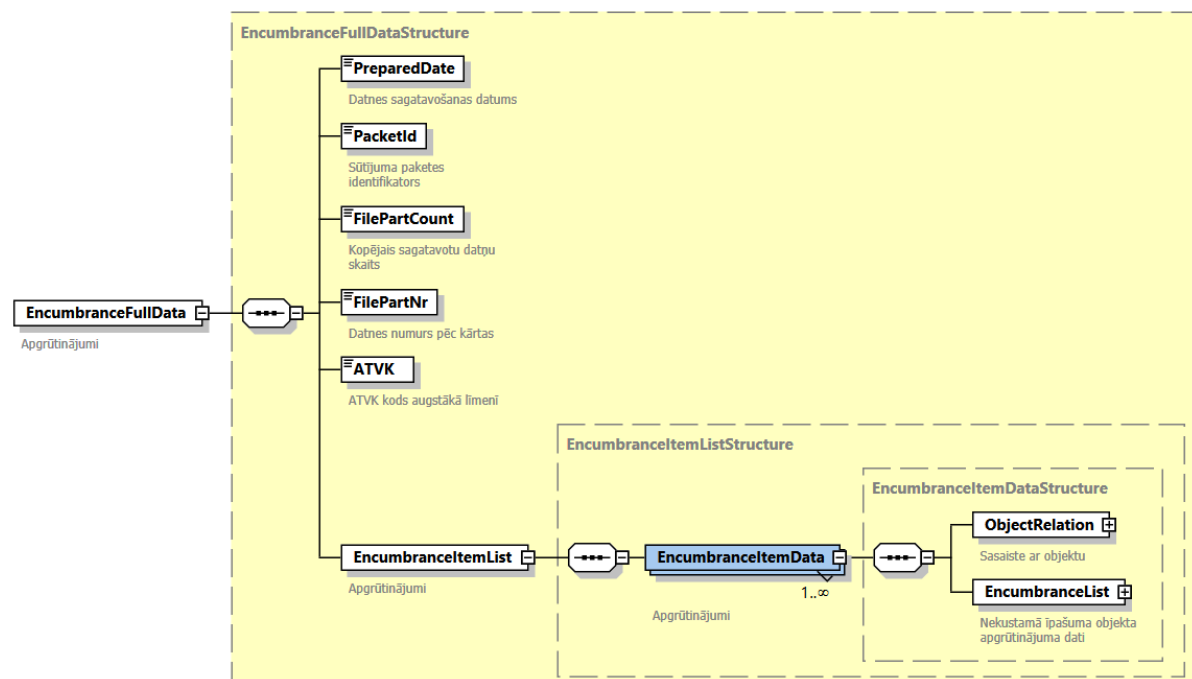 EncumbranceFullDataStructure
PreparedDate
Datnes sagatavošanas datums
PacketId
Sūtījuma paketes
identifikators
FilePartCount
Kopējais sagatavotu datņu
skaits
EncumbranceFullData
Apgrūtinājumi
FilePartNr
Datnes numurs pēc kārtas
ATVK
ATVK kods augstākā līmenī
EncumbranceItemListStructure
EncumbranceItemDataStructure
ObjectRelation
Sasaiste ar objektu
EncumbranceItemList
Apgrūtinājumi
EncumbranceItemData
1..∞
Apgrūtinājumi
EncumbranceList
Nekustamā īpašuma objekta
apgrūtinājuma dati